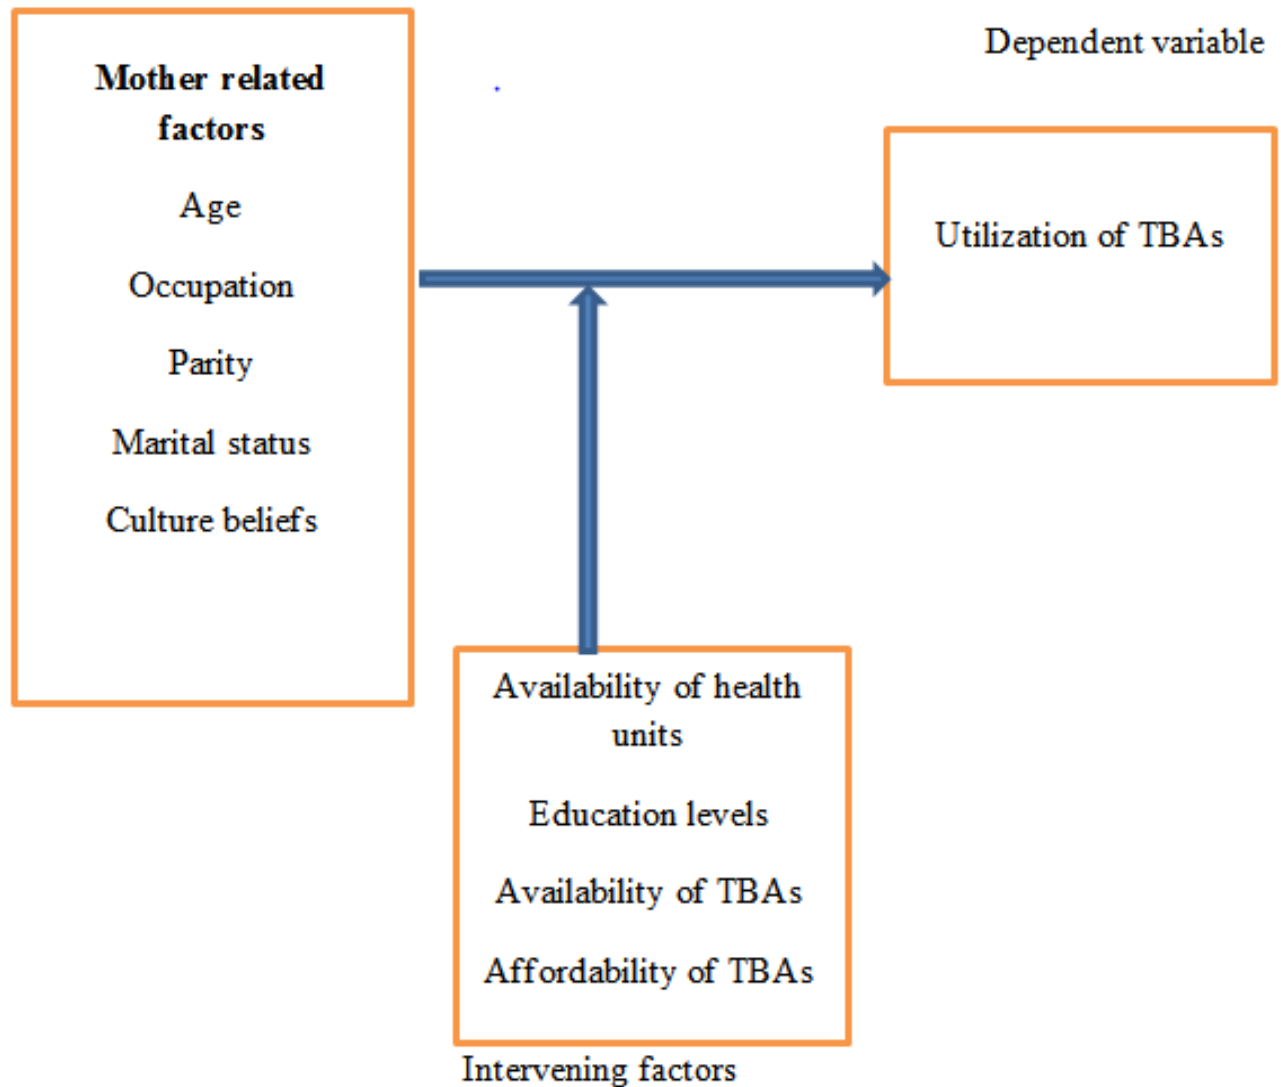 Mother related
factors
Age
Occupation
Parity
Marital status
Culture beliefs
Dependent variable
Utilization of TBAs
Availability of health
units
Education levels
Availability of TBAs
Affordability of TBAs
Intervening factors